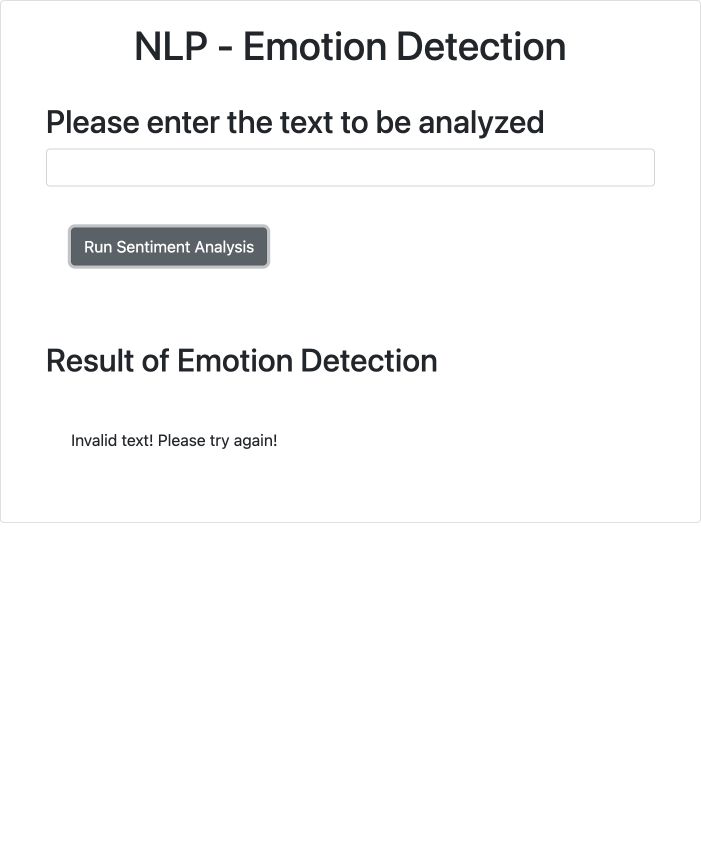 NLP - Emotion Detection
Please enter the text to be analyzed
Run Sentiment Analysis
Result of Emotion Detection
Invalid text! Please try again!